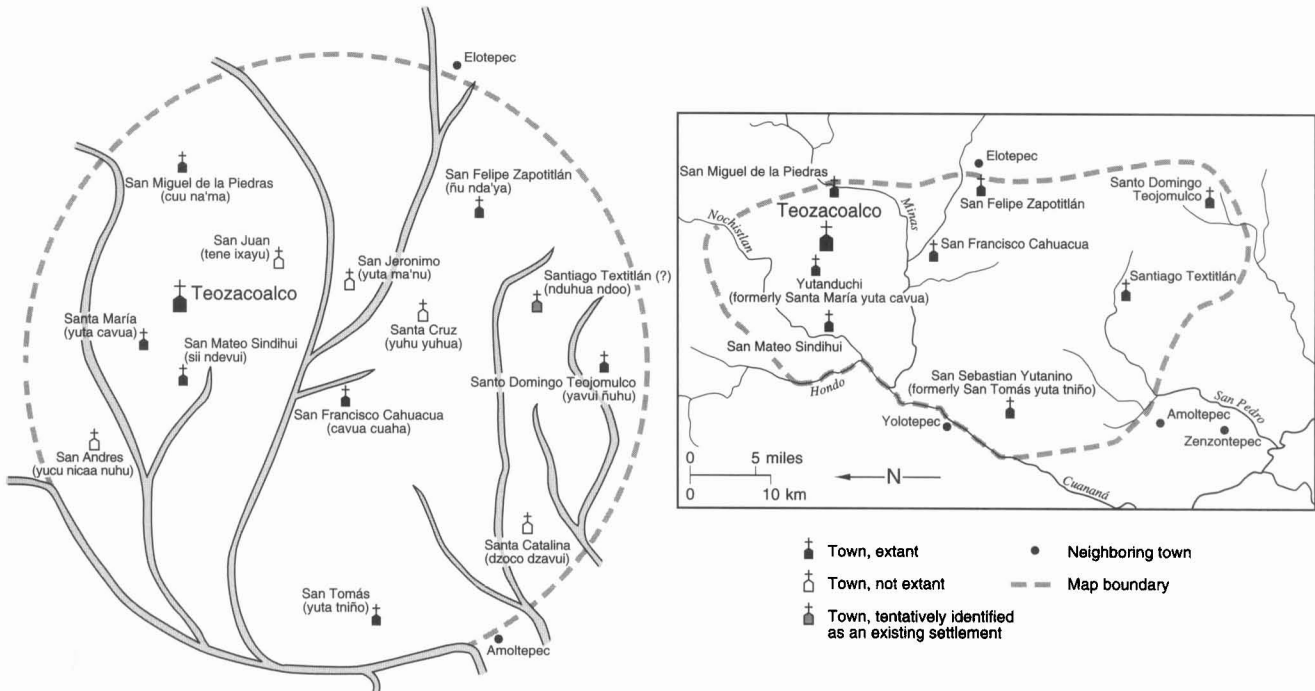 Elotepec
San Miguel de la Piedras
(cuu na'ma)
San Felipe Zapotitlán
(ñu nda'ya)
San Juan
(tene ixayu)
San Jeronimo
(yuta ma'nu)
Santiago Textitlán (?)
(nduhua ndoo)
Teozacoalco
Santa María
(yuta cavua)
Santa Cruz
(yuhu yuhua)
San Mateo Sindihui
(sii ndevui)
Santo Domingo Teojomulco
(yavui ñuhu)
San Francisco Cahuacua
(cavua cuaha)
San Andres
(yucu nicaa nuhu)
Santa Catalina
(dzoco dzavui)
San Tomás
(yuta tniño)
Amoltepec
Elotepec
San Miguel de la Piedras
Minas
San Felipe Zapotitlán
Santo Domingo
Teojomulco
Teozacoalco
Nochistlan
San Francisco Cahuacua
Yutanduchi
(formerly Santa María yuta cavua)
Santiago Textitlán
San Mateo Sindihui
Hondo
San Sebastian Yutanino
(formerly San Tomás yuta tniño)
San Pedro
Yolotepec
Amoltepec
Zenzontepec
0 5 miles
0 10 km
N
Cuananá
Town, extant
Neighboring town
Town, not extant
Map boundary
Town, tentatively identified
as an existing settlement